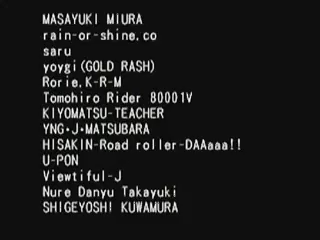 MASAYUKI MIURA
rain-or-shine.co
saru
yoygi(GOLD RASH)
Rorie.K-R-M
Tomohiro Rider 80001V
KIYOMATSU-TEACHER
YNG・J・MATSUBARA
HISAKIN-Road roller-DAAaaa!!
U-PON
Viewtiful-J
Nure Danyu Takayuki
SHIGEYOSHI KUWAMURA